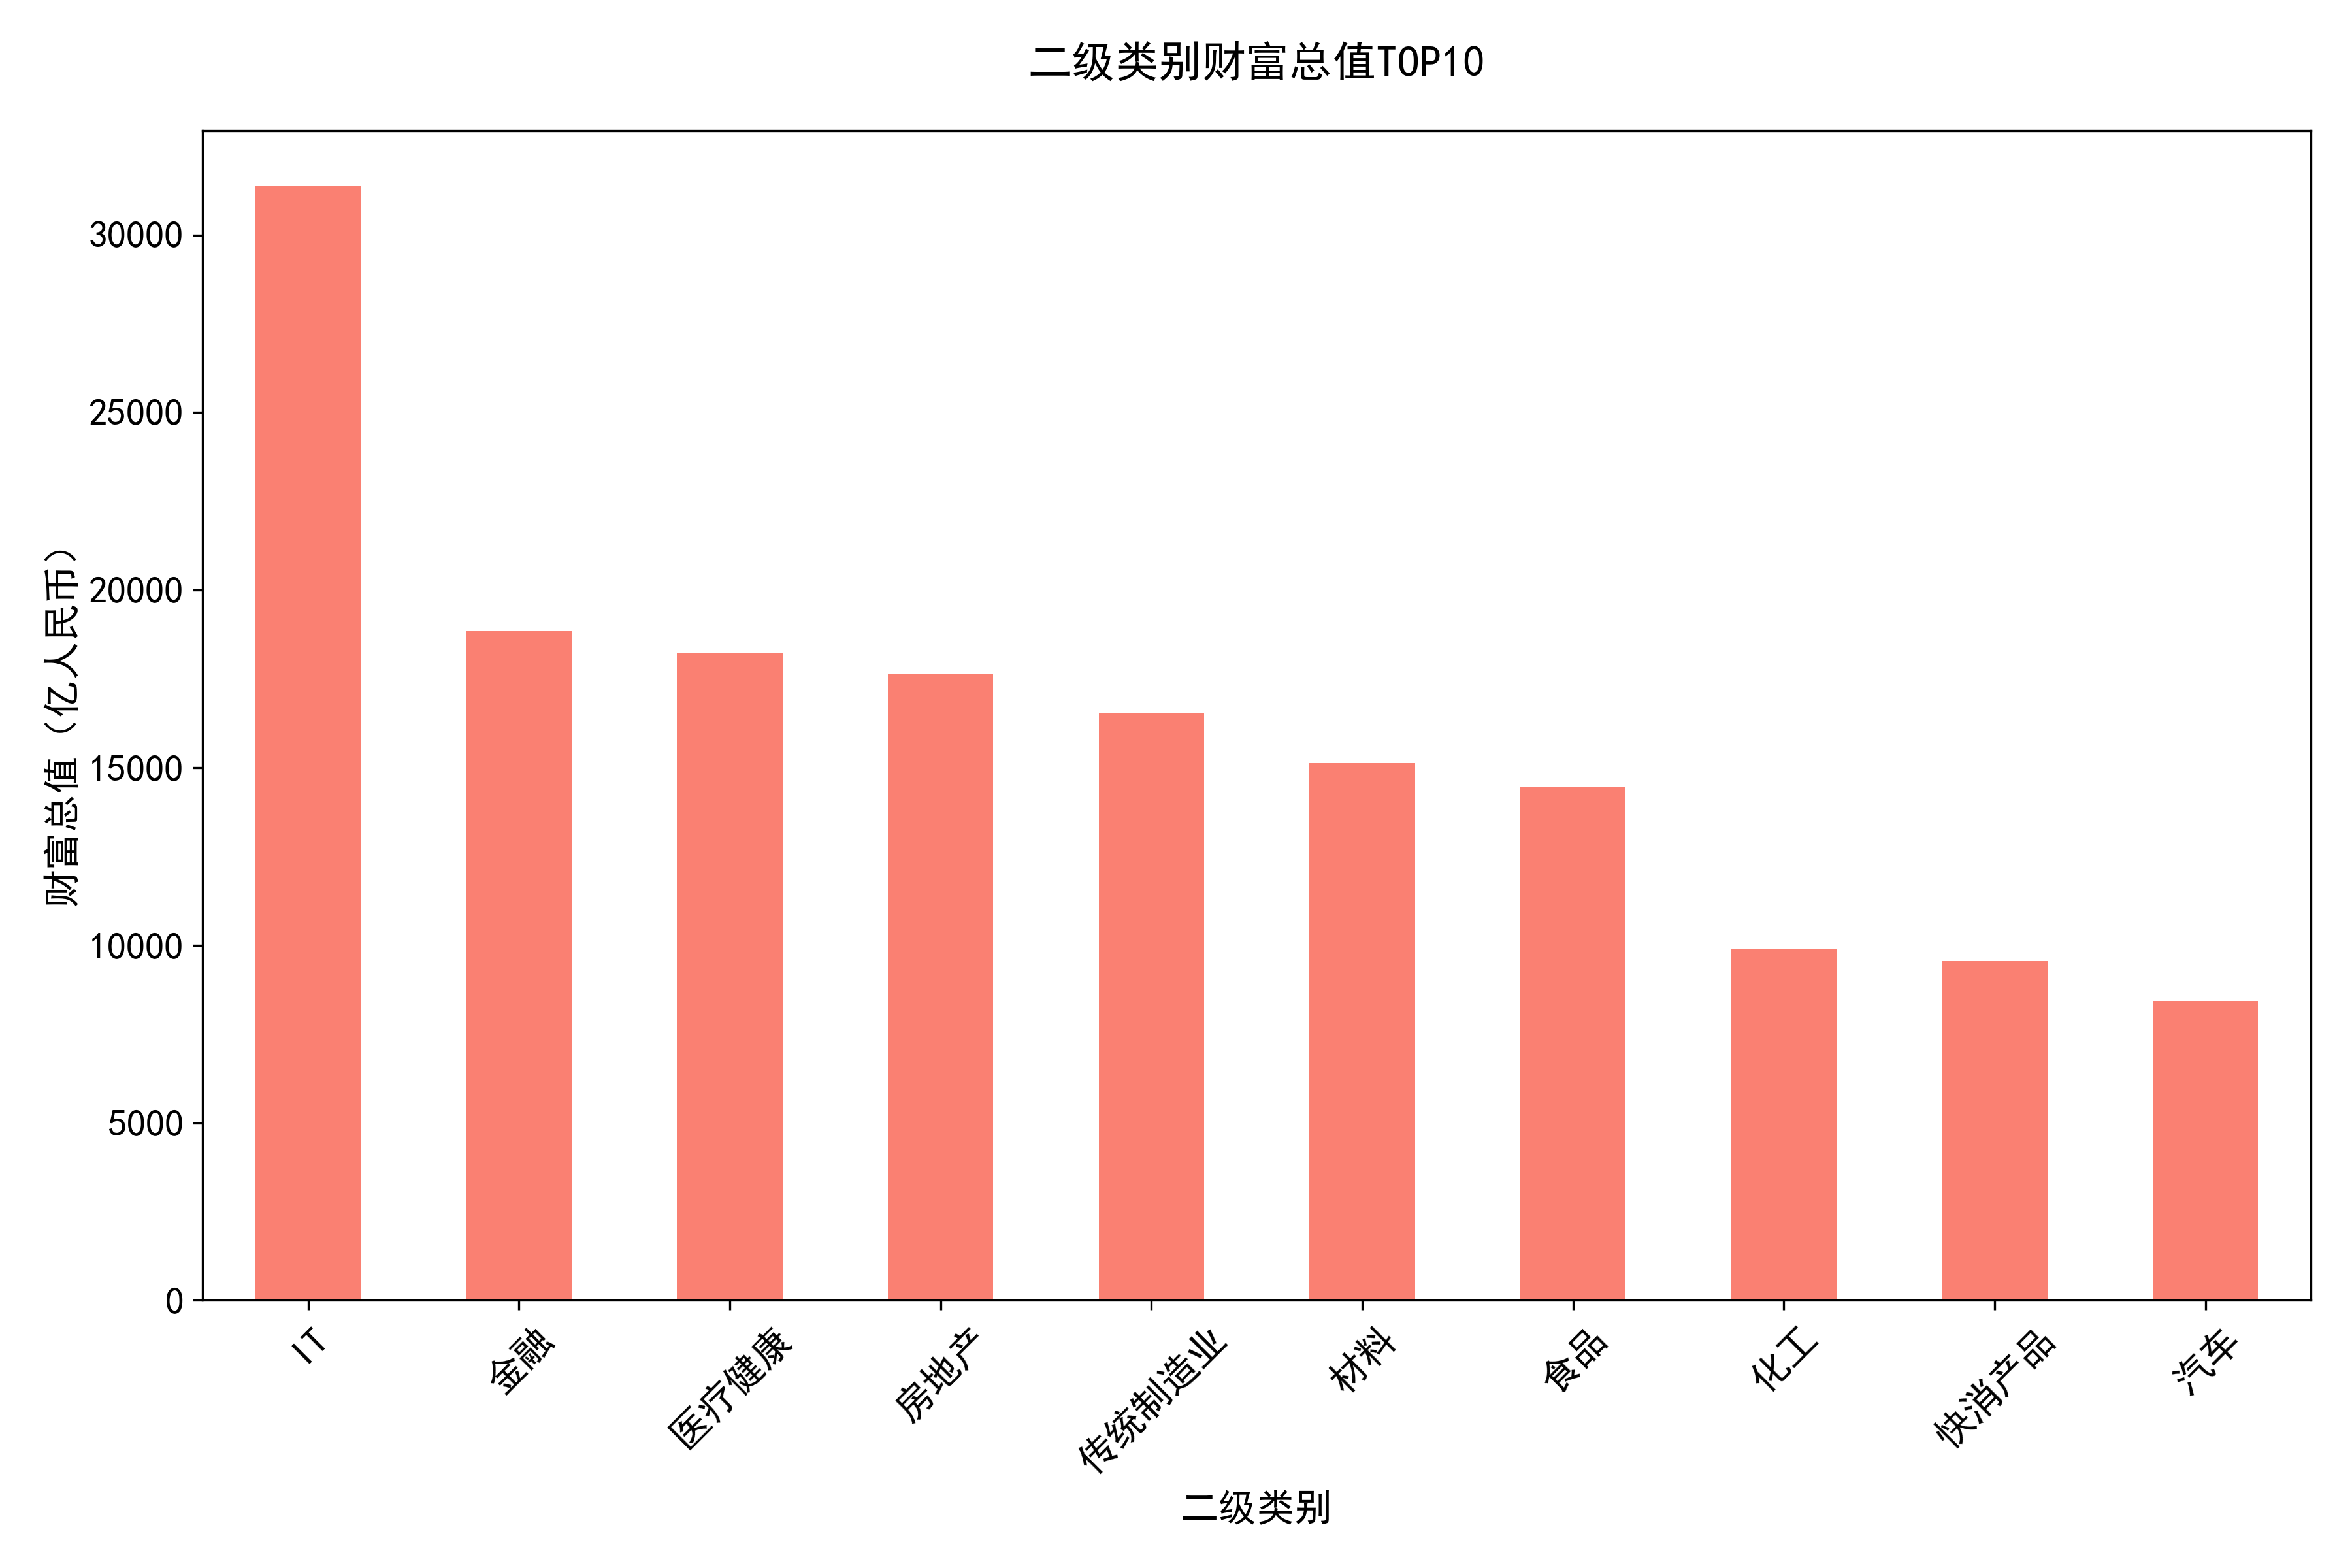 二级类别财富总值TOP10
财富总值（亿人民币）
30000
25000
20000
15000
10000
5000
0
IT
金融
医疗健康
房地产
传统制造业
材料
食品
化工
快消产品
汽车
二级类别